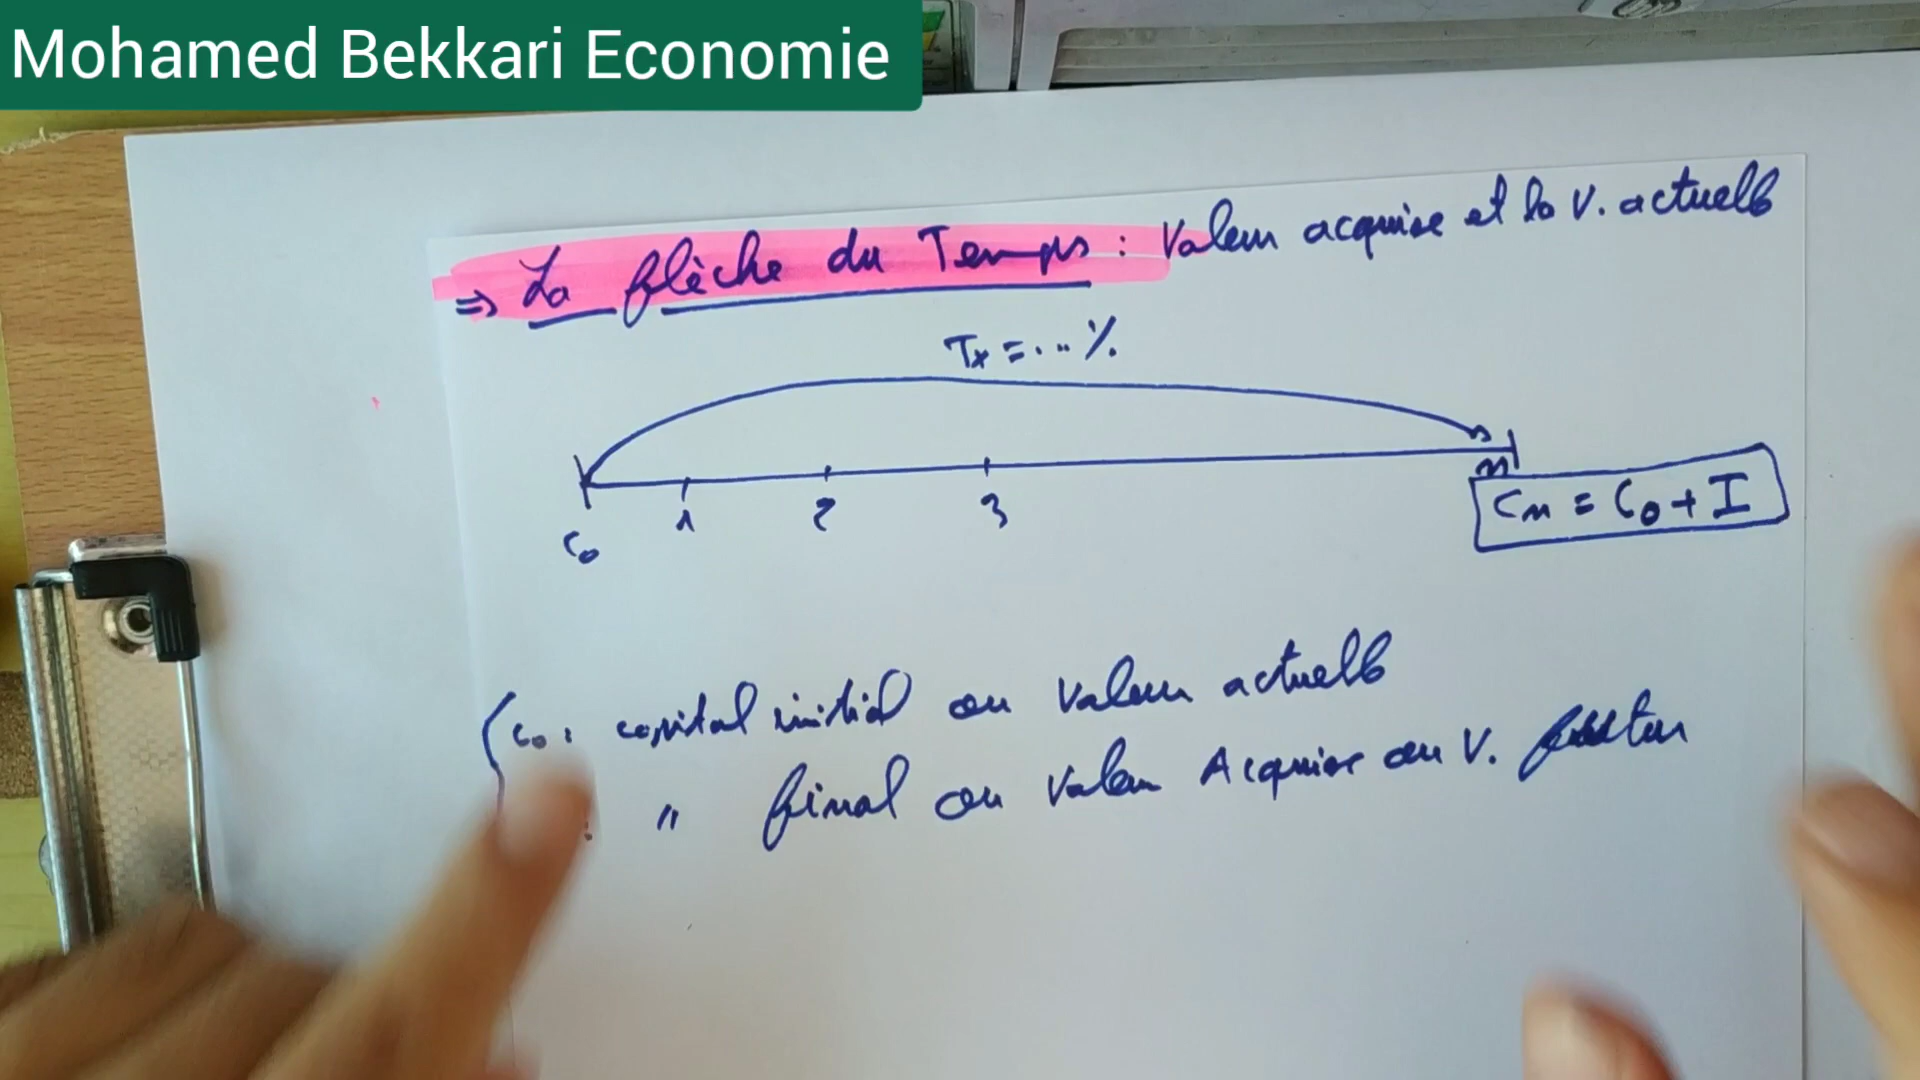 Mohamed Bekkari Economie
⇒ La flèche du Temps : Valeur acquise et la V. actuelle
Tx = ... %
n
C0 1 2 3
Cn = C0 + I
C0 : capital initial ou Valeur actuelle
" final ou Valeur Acquise ou V. future